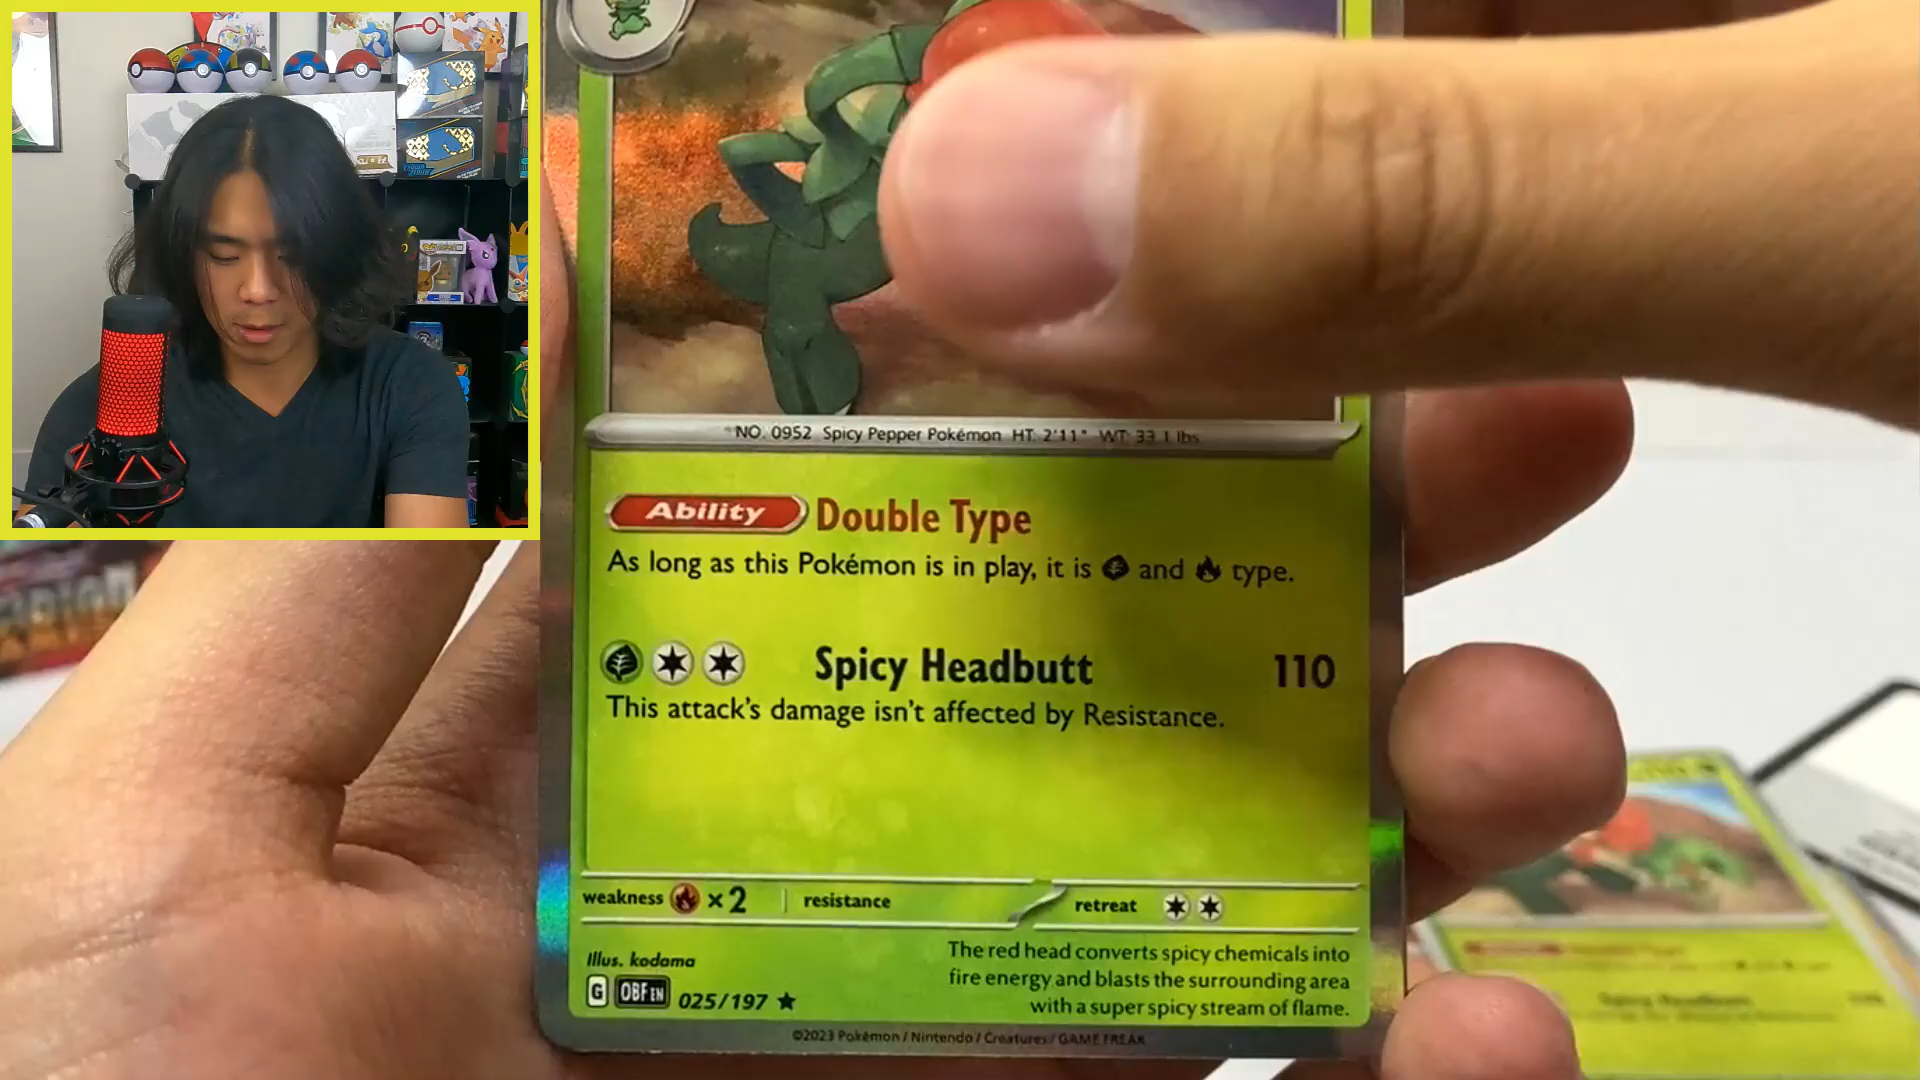 NO. 0952 Spicy Pepper Pokémon HT: 2'11" WT: 33.1 lbs
Ability Double Type
As long as this Pokémon is in play, it is and type.
Spicy Headbutt 110
This attack's damage isn't affected by Resistance.
weakness ×2 resistance retreat
Illus. kodama
The red head converts spicy chemicals into
fire energy and blasts the surrounding area
with a super spicy stream of flame.
G OBF EN 025/197
©2023 Pokémon / Nintendo / Creatures / GAME FREAK
Spicy Headbutt